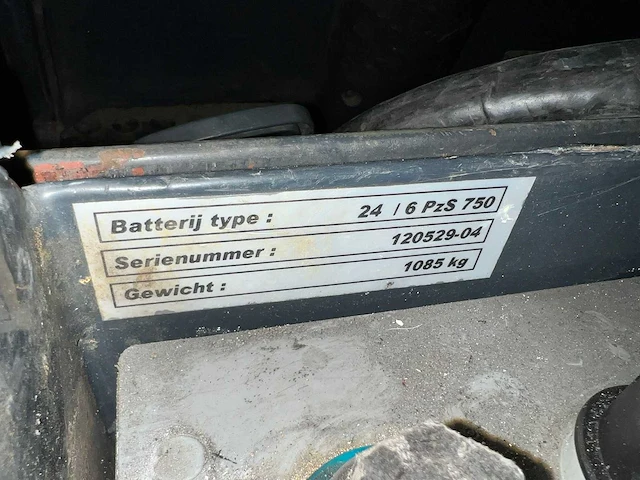 Batterij type : 24 / 6 PzS 750
Serienummer : 120529-04
Gewicht : 1085 kg